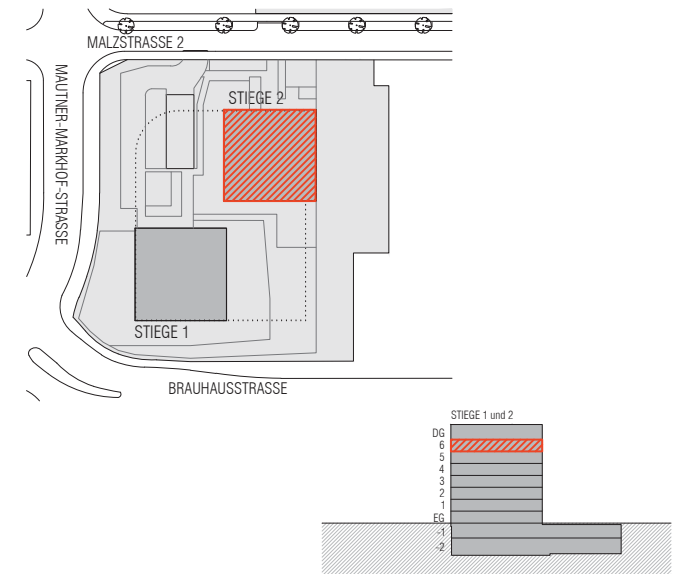 MALZSTRASSE 2
MAUTNER-MARKHOF-STRASSE
STIEGE 2
STIEGE 1
BRAUHAUSSTRASSE
STIEGE 1 und 2
DG
6
5
4
3
2
1
EG
-1
-2